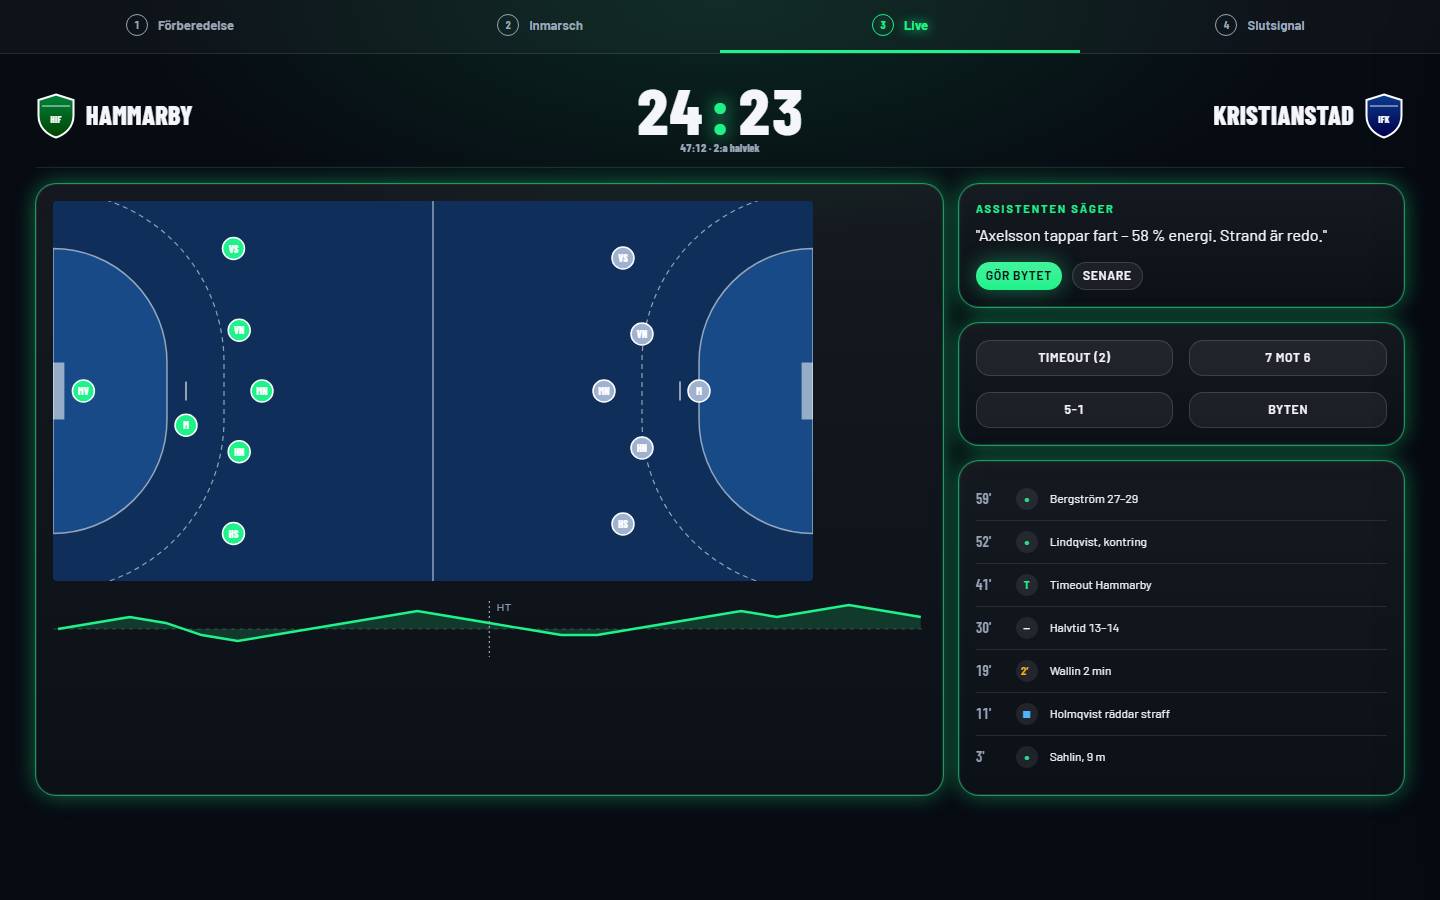 1 Förberedelse
2 Inmarsch
3 Live
4 Slutsignal
HIF HAMMARBY
24:23
47:12 · 2:a halvlek
KRISTIANSTAD IFK
VS
VN
MV
MN
M
HN
HS
VS
VN
MN
M
HN
HS
HT
ASSISTENTEN SÄGER
"Axelsson tappar fart – 58 % energi. Strand är redo."
GÖR BYTET SENARE
TIMEOUT (2) 7 MOT 6
5-1 BYTEN
59' Bergström 27–29
52' Lindqvist, kontring
41' T Timeout Hammarby
30' – Halvtid 13–14
19' 2' Wallin 2 min
11' Holmqvist räddar straff
3' Sahlin, 9 m